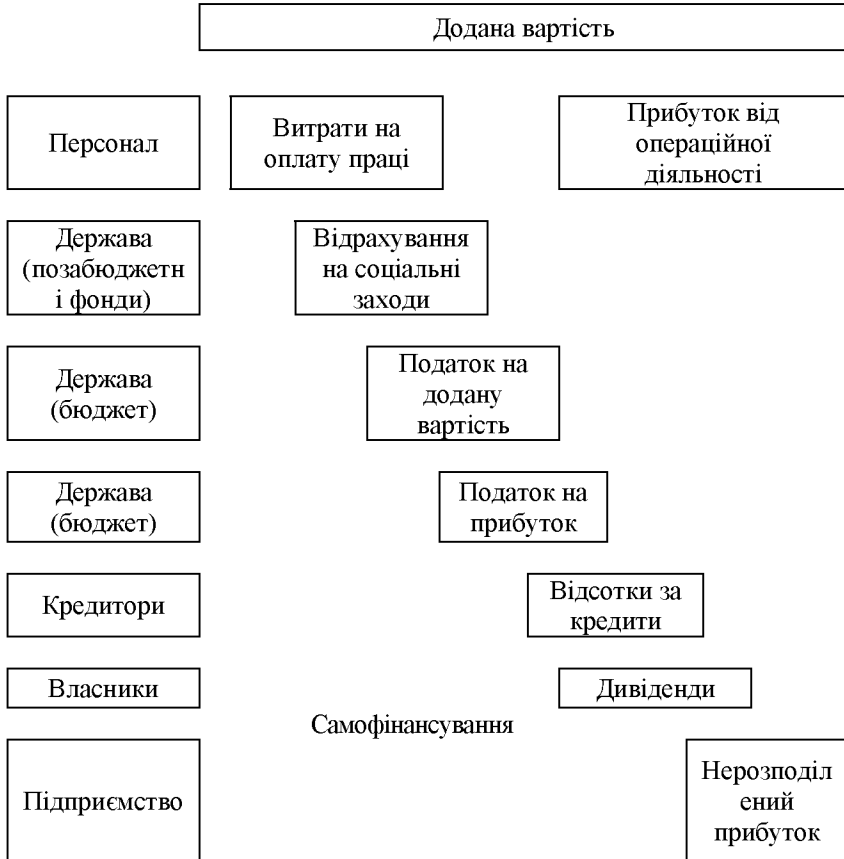 Додана вартість
Персонал
Витрати на
оплату праці
Прибуток від
операційної
діяльності
Держава
(позабюджетн
і фонди)
Відрахування
на соціальні
заходи
Держава
(бюджет)
Податок на
додану
вартість
Держава
(бюджет)
Податок на
прибуток
Кредитори
Відсотки за
кредити
Власники
Дивіденди
Самофінансування
Підприємство
Нерозподіл
ений
прибуток